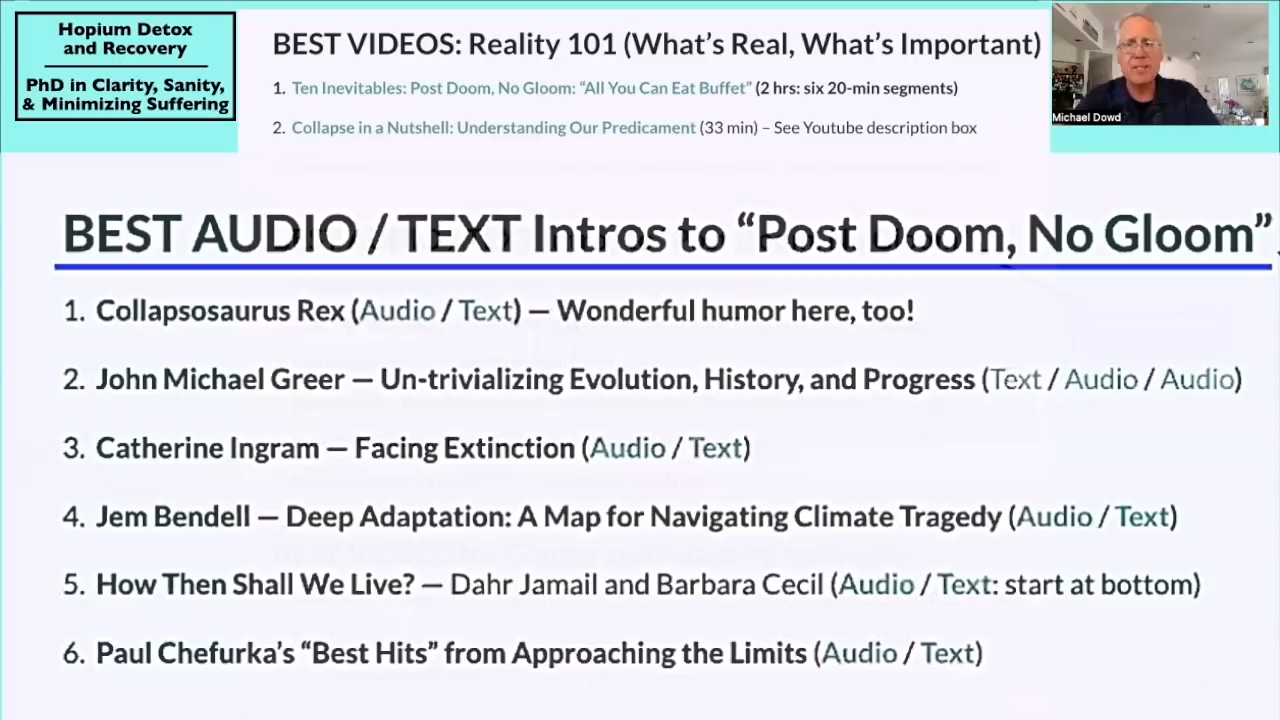 Hopium Detox
and Recovery
PhD in Clarity, Sanity,
& Minimizing Suffering
BEST VIDEOS: Reality 101 (What's Real, What's Important)
1. Ten Inevitables: Post Doom, No Gloom: “All You Can Eat Buffet” (2 hrs: six 20-min segments)
2. Collapse in a Nutshell: Understanding Our Predicament (33 min) – See Youtube description box
Michael Dowd
BEST AUDIO / TEXT Intros to “Post Doom, No Gloom”
1. Collapsosaurus Rex (Audio / Text) — Wonderful humor here, too!
2. John Michael Greer — Un-trivializing Evolution, History, and Progress (Text / Audio / Audio)
3. Catherine Ingram — Facing Extinction (Audio / Text)
4. Jem Bendell — Deep Adaptation: A Map for Navigating Climate Tragedy (Audio / Text)
5. How Then Shall We Live? — Dahr Jamail and Barbara Cecil (Audio / Text: start at bottom)
6. Paul Chefurka's “Best Hits” from Approaching the Limits (Audio / Text)